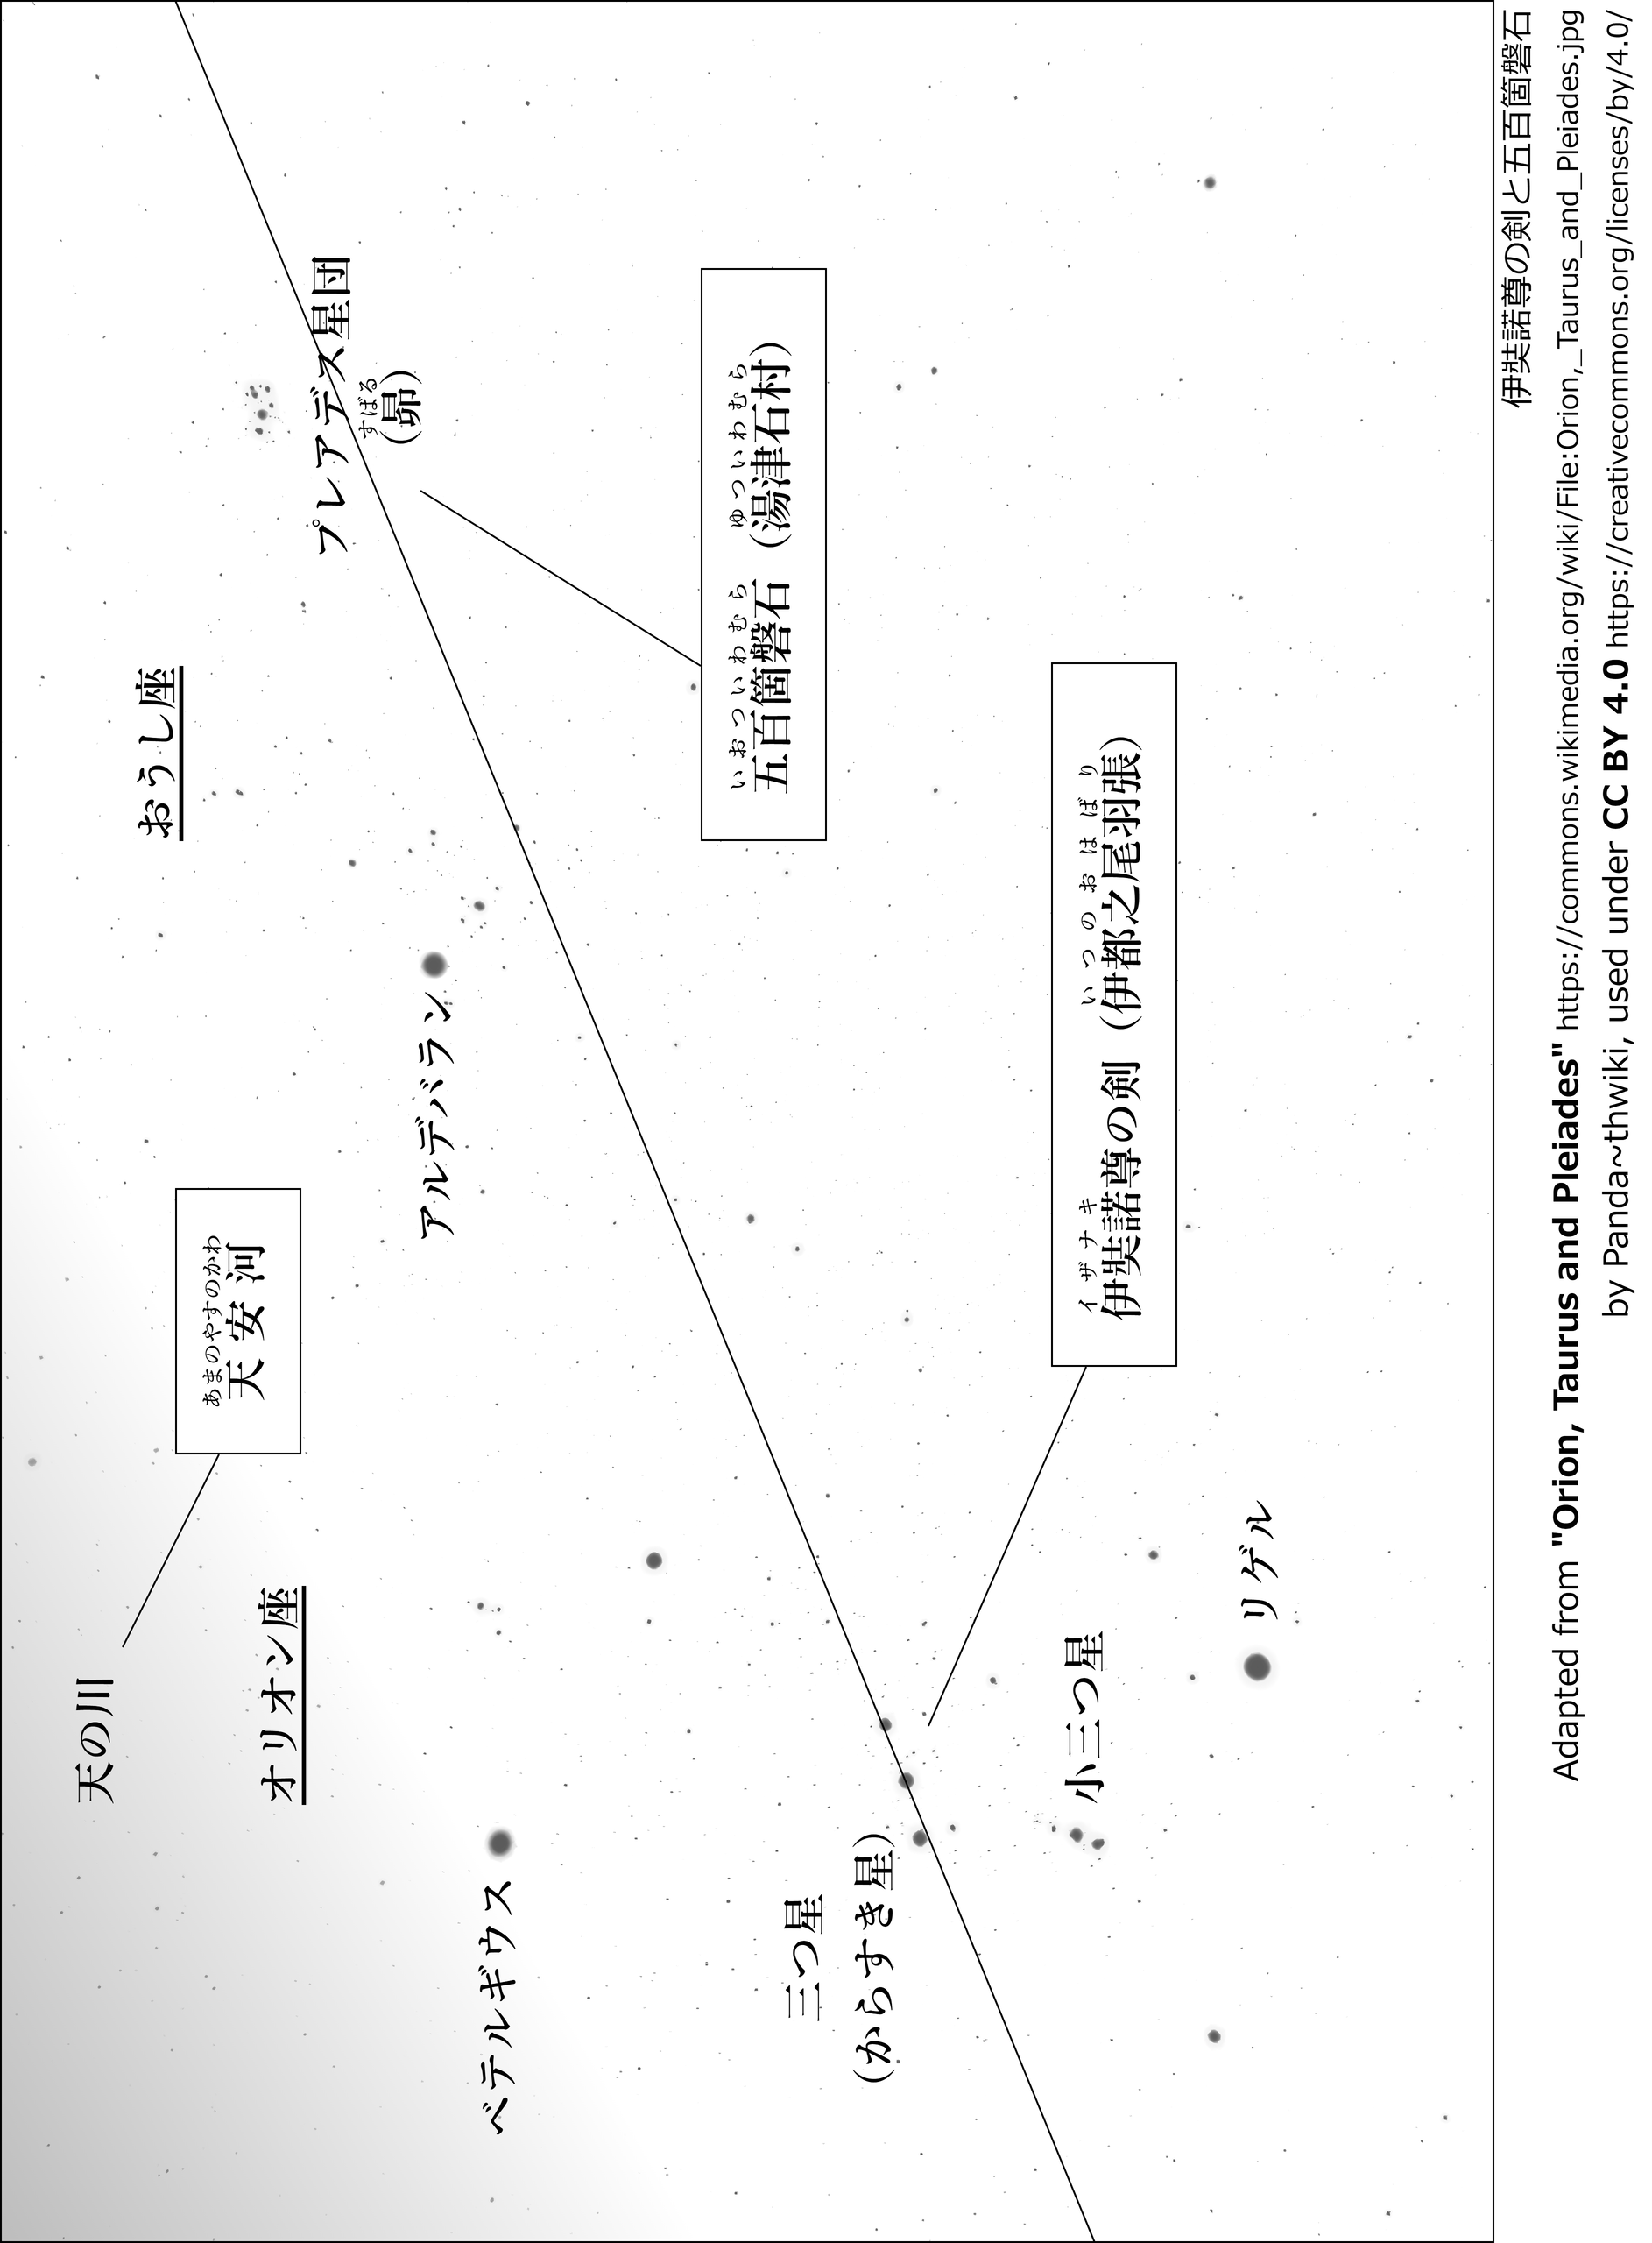 天の川
おうし座
あまのやすのかわ
天安河
オリオン座
プレアデス星団
すばる
(昴)
アルデバラン
ベテルギウス
いおついわむら ゆついわむら
五百箇磐石 (湯津石村)
三つ星
(からすき星)
小三つ星
イザナキ いつのおはばり
伊奘諾尊の剣 (伊都之尾羽張)
リゲル
伊奘諾尊の剣と五百箇磐石
Adapted from "Orion, Taurus and Pleiades" https://commons.wikimedia.org/wiki/File:Orion,_Taurus_and_Pleiades.jpg
by Panda~thwiki, used under CC BY 4.0 https://creativecommons.org/licenses/by/4.0/